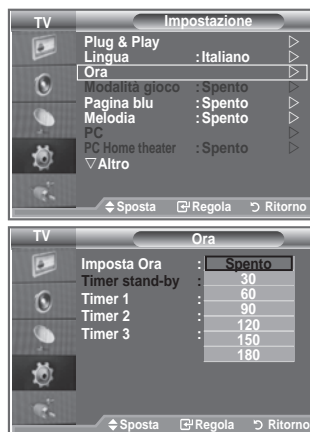 TV Impostazione
Plug & Play
Lingua : Italiano
Ora
Modalità gioco : Spento
Pagina blu : Spento
Melodia : Spento
PC
PC Home theater : Spento
▽Altro
Sposta Regola Ritorno
TV Ora
Imposta Ora : Spento
Timer stand-by : 30
Timer 1 : 60
90
Timer 2 : 120
Timer 3 : 150
180
Sposta Regola Ritorno